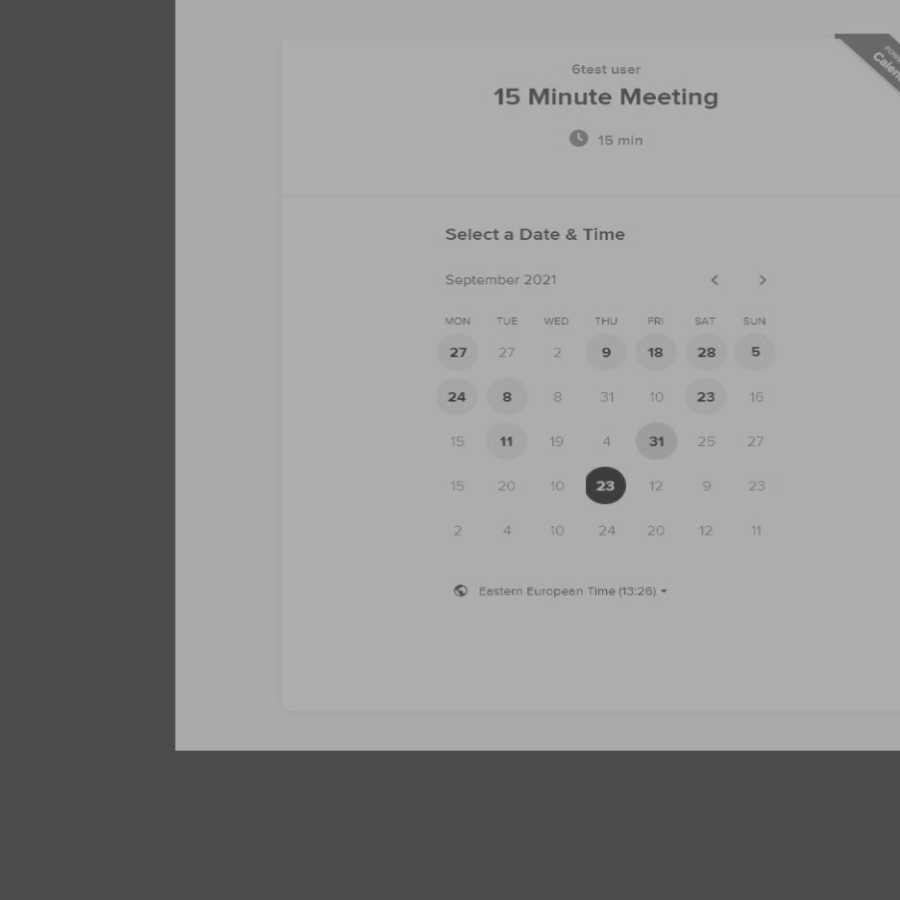 6test user
15 Minute Meeting
15 min
Select a Date & Time
September 2021
MON TUE WED THU FRI SAT SUN
27 27 2 9 18 28 5
24 8 8 31 10 23 16
15 11 19 4 31 25 27
15 20 10 23 12 9 23
2 4 10 24 20 12 11
Eastern European Time (13:26)